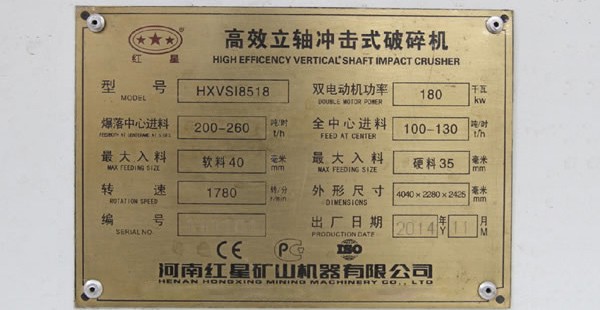 红星
高效立轴冲击式破碎机
HIGH EFFICENCY VERTICAL SHAFT IMPACT CRUSHER
型号 HXVSI8518 双电动机功率 180 千瓦
MODEL DOUBLE MOTOR POWER kw
爆落中心进料 200-260 吨/时 全中心进料 100-130 吨/时
t/h FEED AT CENTER t/h
最大入料 软料40 毫米 最大入料 硬料35 毫米
MAX FEEDING SIZE mm MAX FEEDING SIZE mm
转速 1780 转/分 外形尺寸 4040×2280×2425 毫米
ROTATION SPEED r/min DIMENSIONS mm
编号 出厂日期 2014 年 11 月
SERIAL NO. PRODUCTION DATE Y M
CE PC ISO
河南红星矿山机器有限公司
HENAN HONGXING MINING MACHINERY CO., LTD